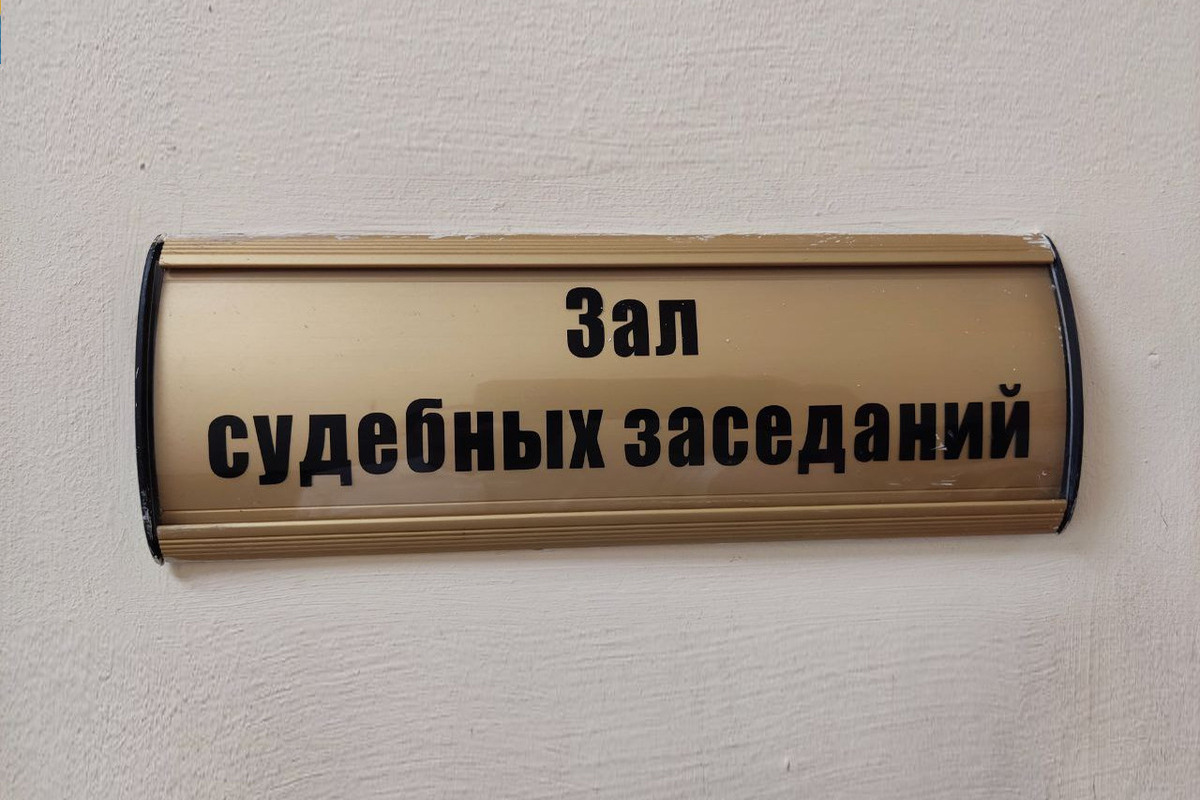 Зал
судебных заседаний